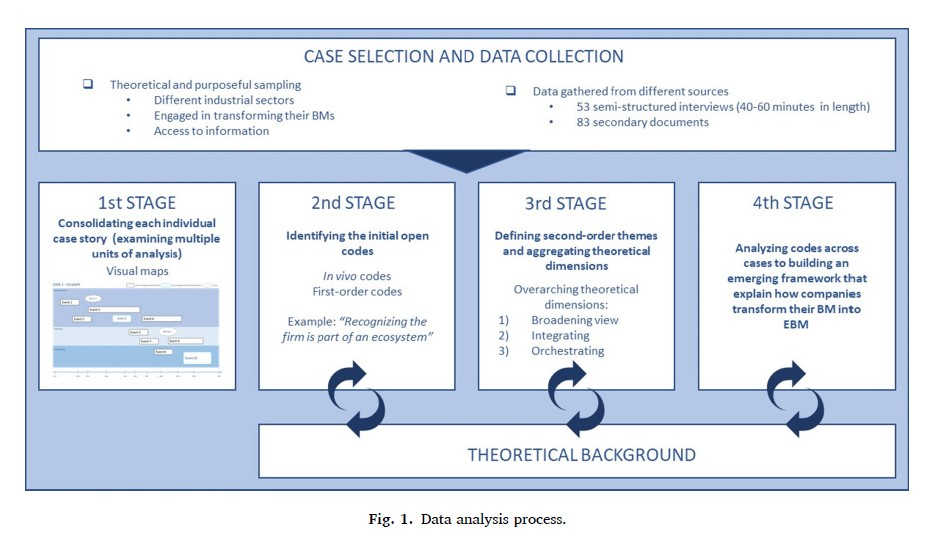 CASE SELECTION AND DATA COLLECTION
❑ Theoretical and purposeful sampling
• Different industrial sectors
• Engaged in transforming their BMs
• Access to information
❑ Data gathered from different sources
• 53 semi-structured interviews (40-60 minutes in length)
• 83 secondary documents
1st STAGE
Consolidating each individual
case story (examining multiple
units of analysis)
Visual maps
Event 1
Event 2
Event 3
2nd STAGE
Identifying the initial open
codes
In vivo codes
First-order codes
Example: “Recognizing the
firm is part of an ecosystem”
3rd STAGE
Defining second-order themes
and aggregating theoretical
dimensions
Overarching theoretical
dimensions:
1) Broadening view
2) Integrating
3) Orchestrating
4th STAGE
Analyzing codes across
cases to building an
emerging framework that
explain how companies
transform their BM into
EBM
THEORETICAL BACKGROUND
Fig. 1. Data analysis process.